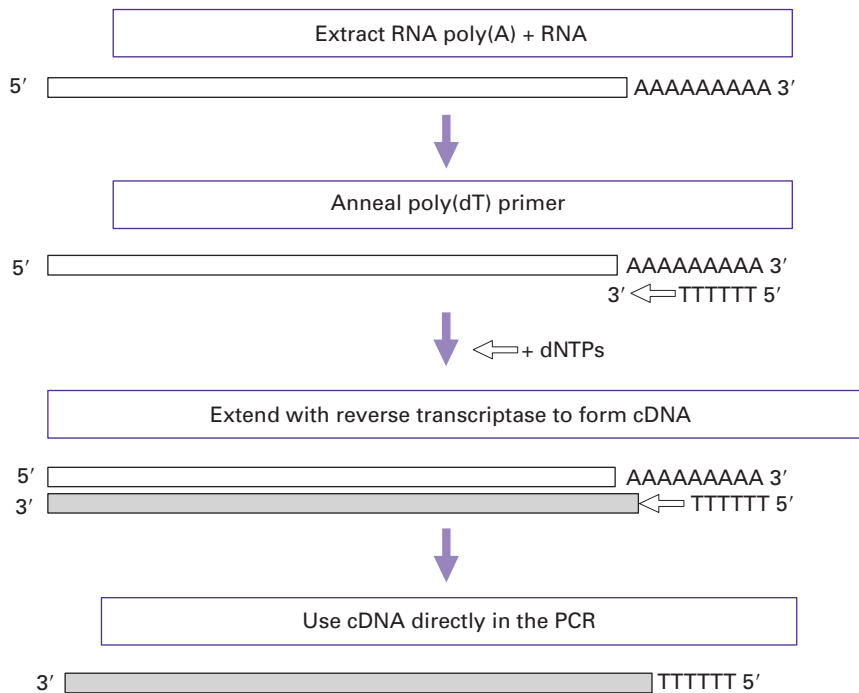 Extract RNA poly(A) + RNA
5′ AAAAAAAAA 3′
Anneal poly(dT) primer
5′ AAAAAAAAA 3′
3′ TTTTTT 5′
+ dNTPs
Extend with reverse transcriptase to form cDNA
5′ AAAAAAAAA 3′
3′ TTTTTT 5′
Use cDNA directly in the PCR
3′ TTTTTT 5′